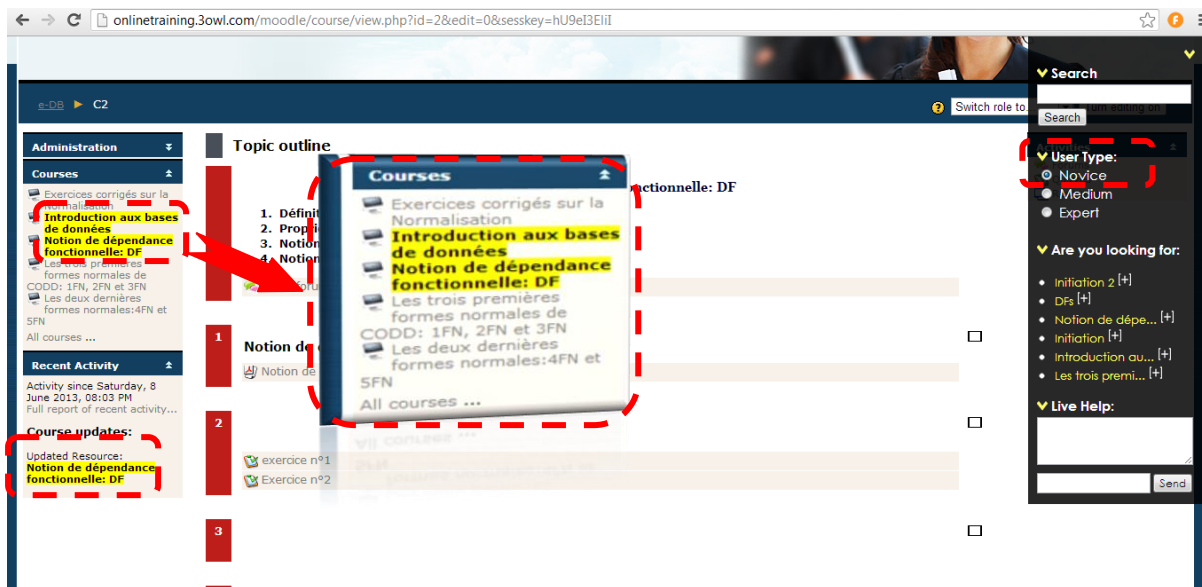 onlinetraining.3owl.com/moodle/course/view.php?id=2&edit=0&sesskey=hU9eI3EliI
e-DB ► C2
Switch role to...
Administration
Courses
Exercices corrigés sur la
Normalisation
Introduction aux bases
de données
Notion de dépendance
fonctionnelle: DF
Les trois premières
formes normales de
CODD: 1FN, 2FN et 3FN
Les deux dernières
formes normales:4FN et
5FN
All courses ...
Recent Activity
Activity since Saturday, 8
June 2013, 08:03 PM
Full report of recent activity...
Course updates:
Updated Resource:
Notion de dépendance
fonctionnelle: DF
Topic outline
nctionnelle: DF
1. Définit
2. Propri
3. Notion
4. Notion
1
Notion de
Notion de
2
exercice nº1
Exercice nº2
3
Courses
Exercices corrigés sur la
Normalisation
Introduction aux bases
de données
Notion de dépendance
fonctionnelle: DF
Les trois premières
formes normales de
CODD: 1FN, 2FN et 3FN
Les deux dernières
formes normales:4FN et
5FN
All courses ...
Search
Search
Activities
User Type:
Novice
Medium
Expert
Are you looking for:
Initiation 2 [+]
DFs [+]
Notion de dépe... [+]
Initiation [+]
Introduction au... [+]
Les trois premi... [+]
Live Help:
Send